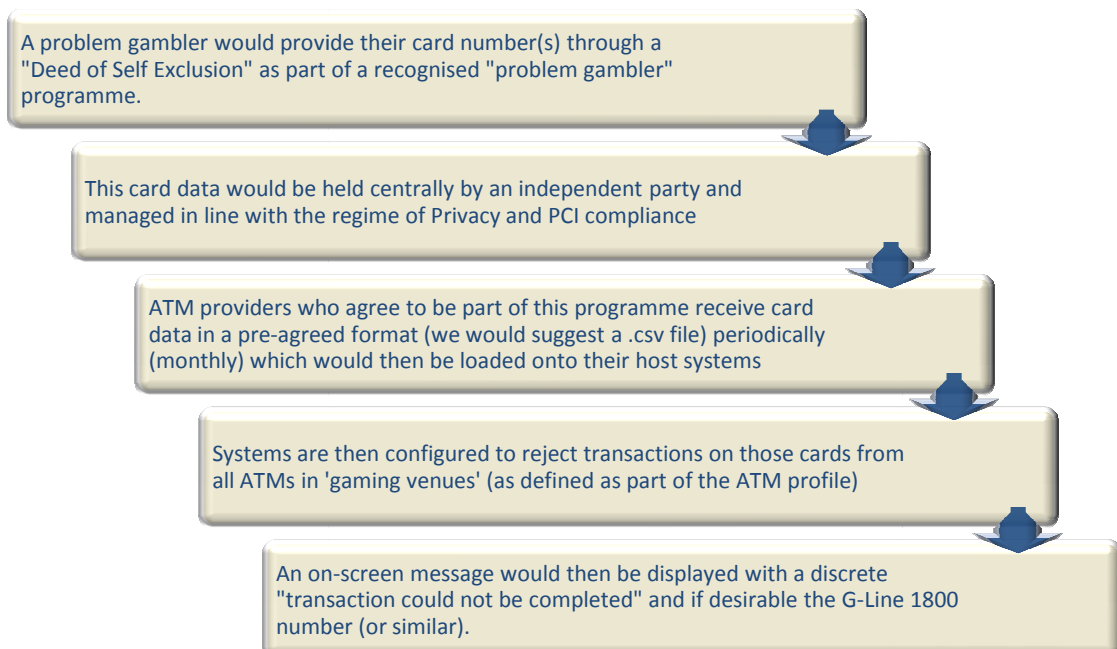 A problem gambler would provide their card number(s) through a
"Deed of Self Exclusion" as part of a recognised "problem gambler"
programme.
This card data would be held centrally by an independent party and
managed in line with the regime of Privacy and PCI compliance
ATM providers who agree to be part of this programme receive card
data in a pre-agreed format (we would suggest a .csv file) periodically
(monthly) which would then be loaded onto their host systems
Systems are then configured to reject transactions on those cards from
all ATMs in 'gaming venues' (as defined as part of the ATM profile)
An on-screen message would then be displayed with a discrete
"transaction could not be completed" and if desirable the G-Line 1800
number (or similar).